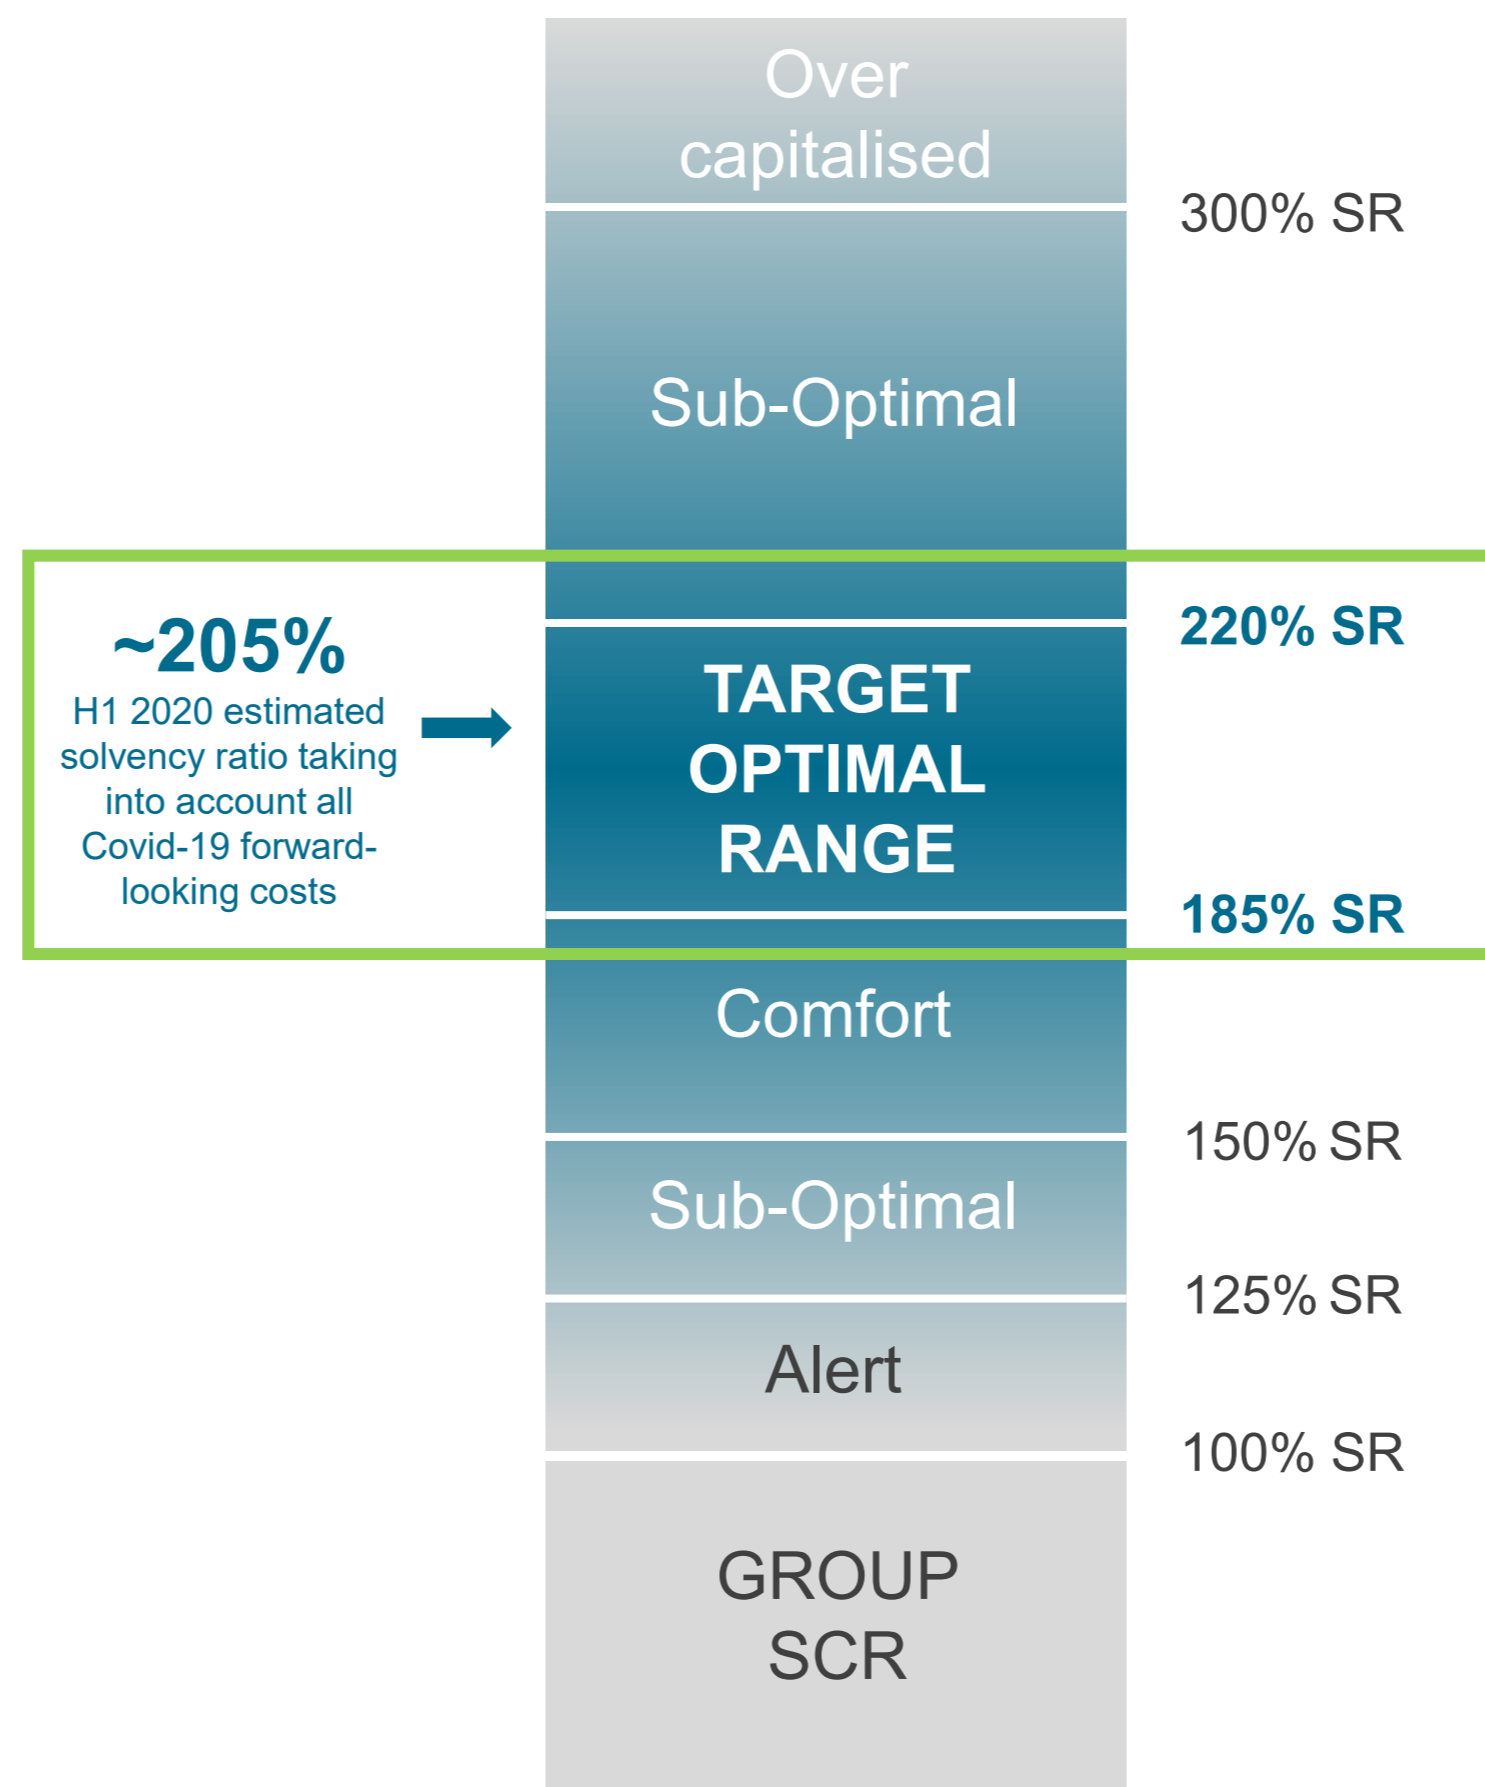 Over
capitalised
300% SR
Sub-Optimal
220% SR
~205%
H1 2020 estimated
solvency ratio taking
into account all
Covid-19 forward-
looking costs
TARGET
OPTIMAL
RANGE
185% SR
Comfort
150% SR
Sub-Optimal
125% SR
Alert
100% SR
GROUP
SCR